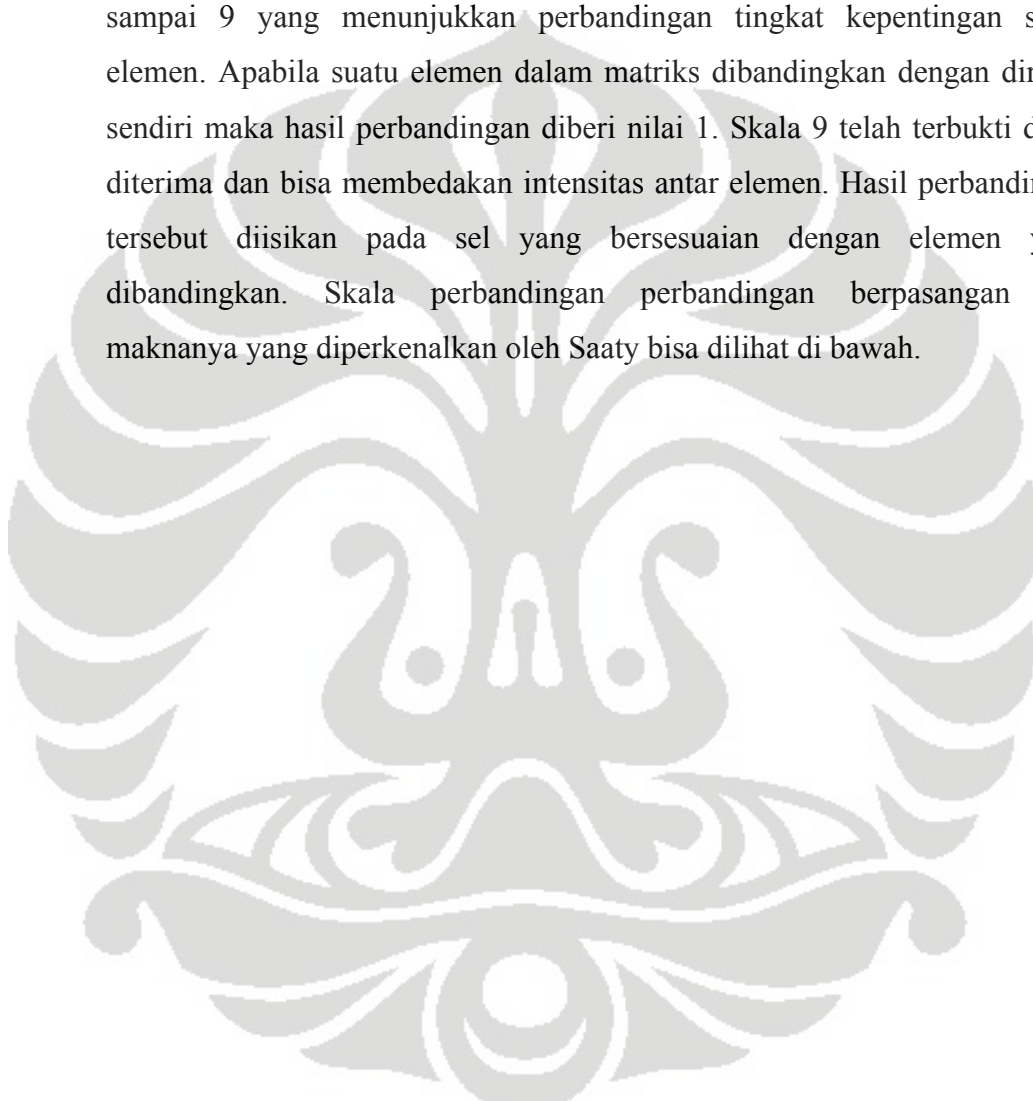 sampai 9 yang menunjukkan perbandingan tingkat kepentingan
elemen. Apabila suatu elemen dalam matriks dibandingkan dengan
sendiri maka hasil perbandingan diberi nilai 1. Skala 9 telah terbukti
diterima dan bisa membedakan intensitas antar elemen. Hasil
tersebut diisikan pada sel yang bersesuaian dengan elemen
dibandingkan. Skala perbandingan perbandingan berpasangan
maknanya yang diperkenalkan oleh Saaty bisa dilihat di bawah.